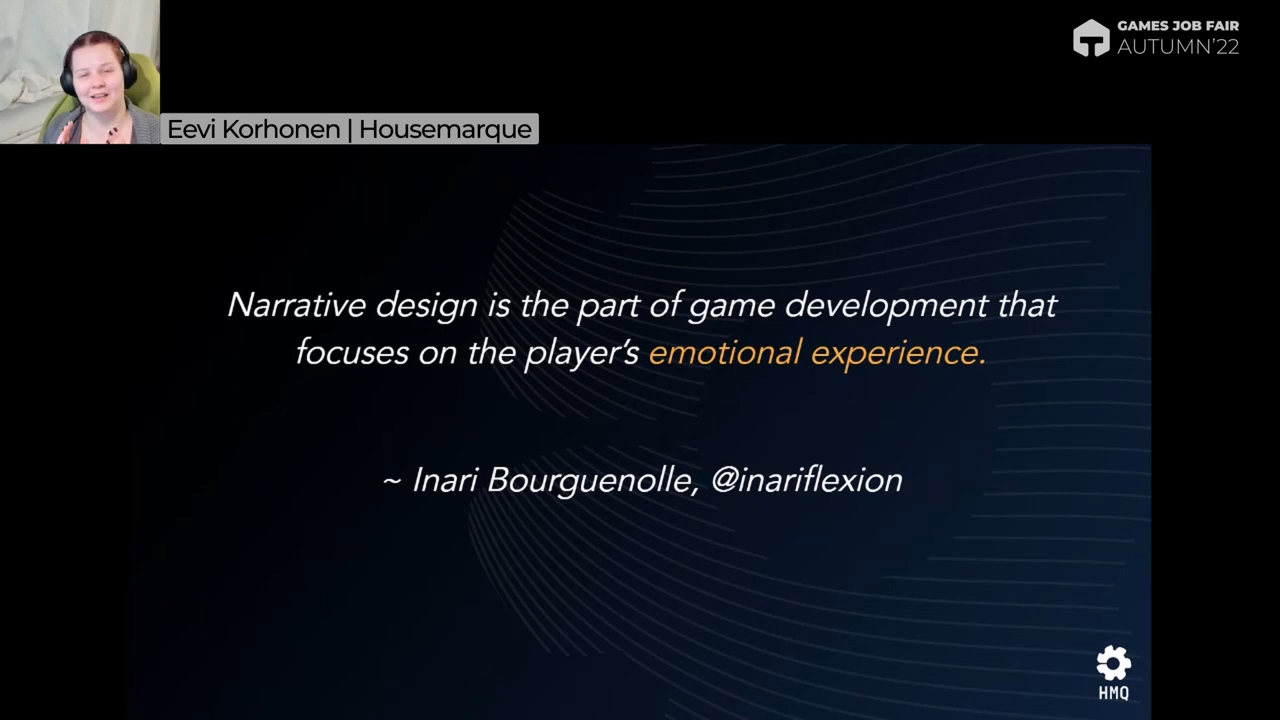 GAMES JOB FAIR
AUTUMN'22
Eevi Korhonen | Housemarque
Narrative design is the part of game development that
focuses on the player's emotional experience.
~ Inari Bourguenolle, @inariflexion
HMQ